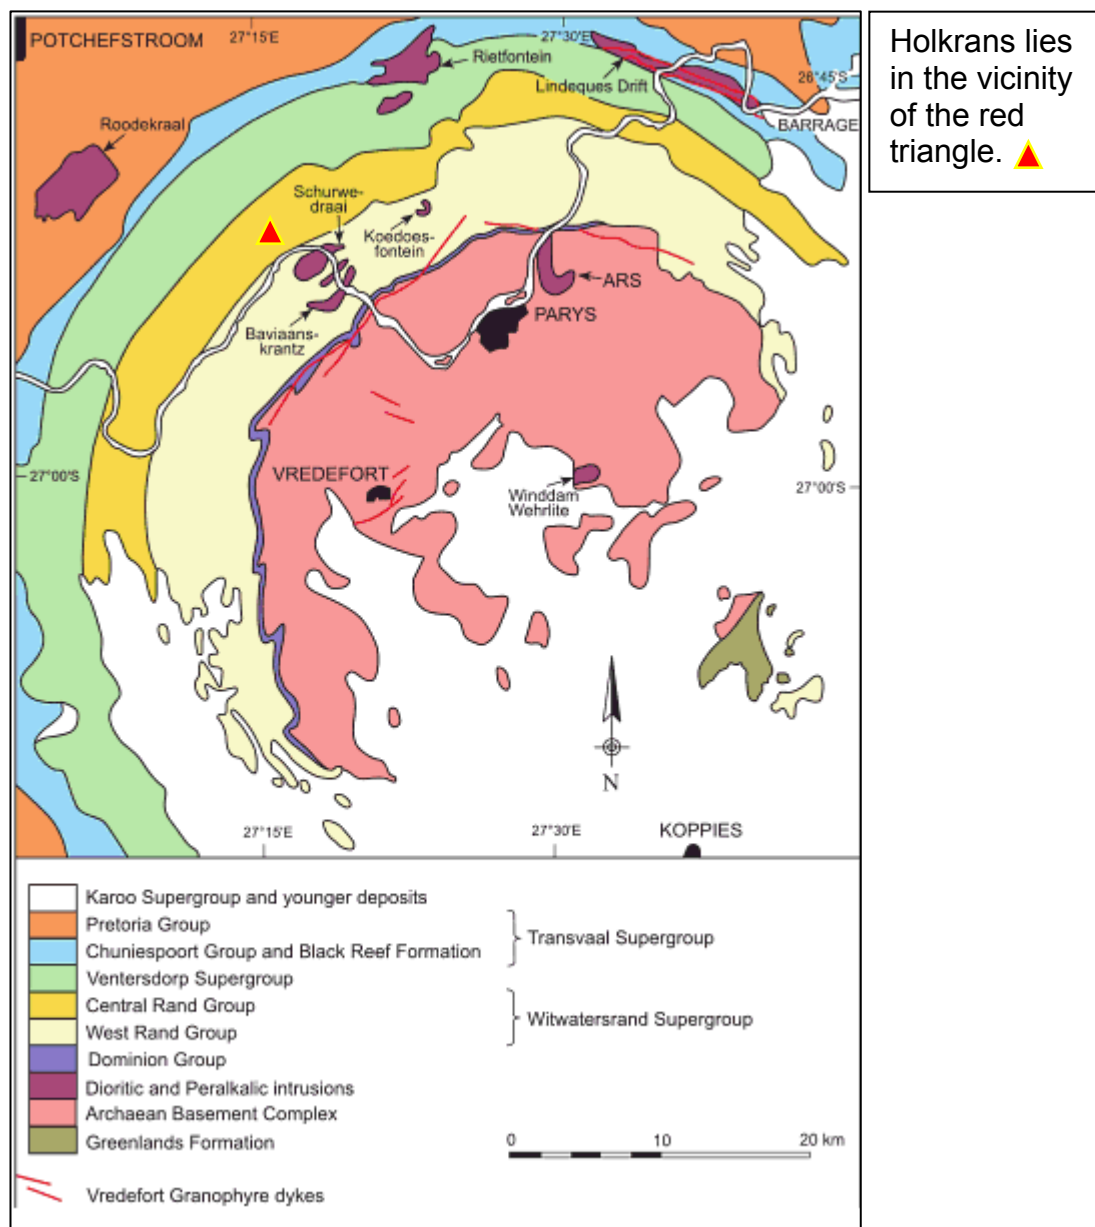 POTCHEFSTROOM
27°15'E
27°30'E
Rietfontein
Lindeques Drift
26°45'S
BARRAGE
Roodekraal
Schurwe-
draai
Koedoes-
fontein
ARS
PARYS
Baviaans-
krantz
27°00'S
VREDEFORT
Winddam
Wehrlite
27°00'S
N
27°15'E
27°30'E
KOPPIES
Holkrans lies
in the vicinity
of the red
triangle.
Karoo Supergroup and younger deposits
Pretoria Group
Chuniespoort Group and Black Reef Formation
Transvaal Supergroup
Ventersdorp Supergroup
Central Rand Group
West Rand Group
Witwatersrand Supergroup
Dominion Group
Dioritic and Peralkalic intrusions
Archaean Basement Complex
Greenlands Formation
0 10 20 km
Vredefort Granophyre dykes